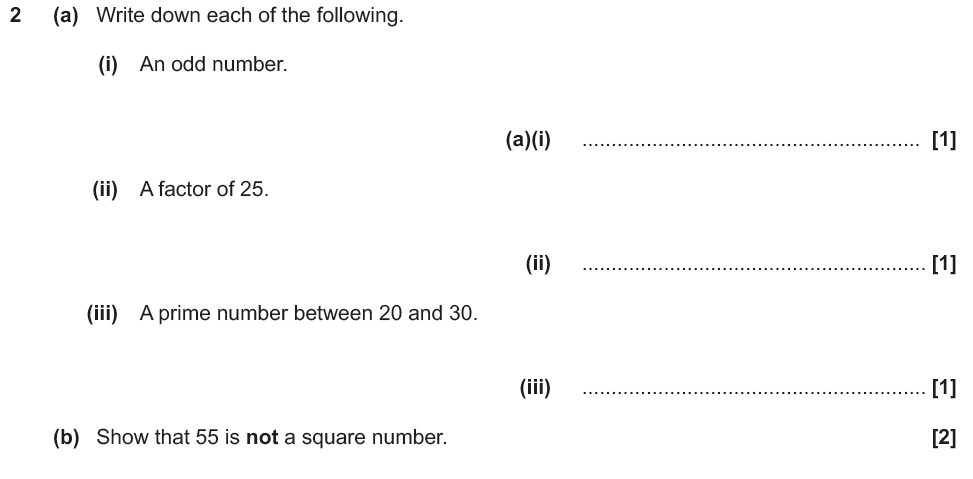 2 (a) Write down each of the following.
(i) An odd number.
(a)(i) .......................................................... [1]
(ii) A factor of 25.
(ii) ........................................................... [1]
(iii) A prime number between 20 and 30.
(iii) ........................................................... [1]
(b) Show that 55 is not a square number. [2]